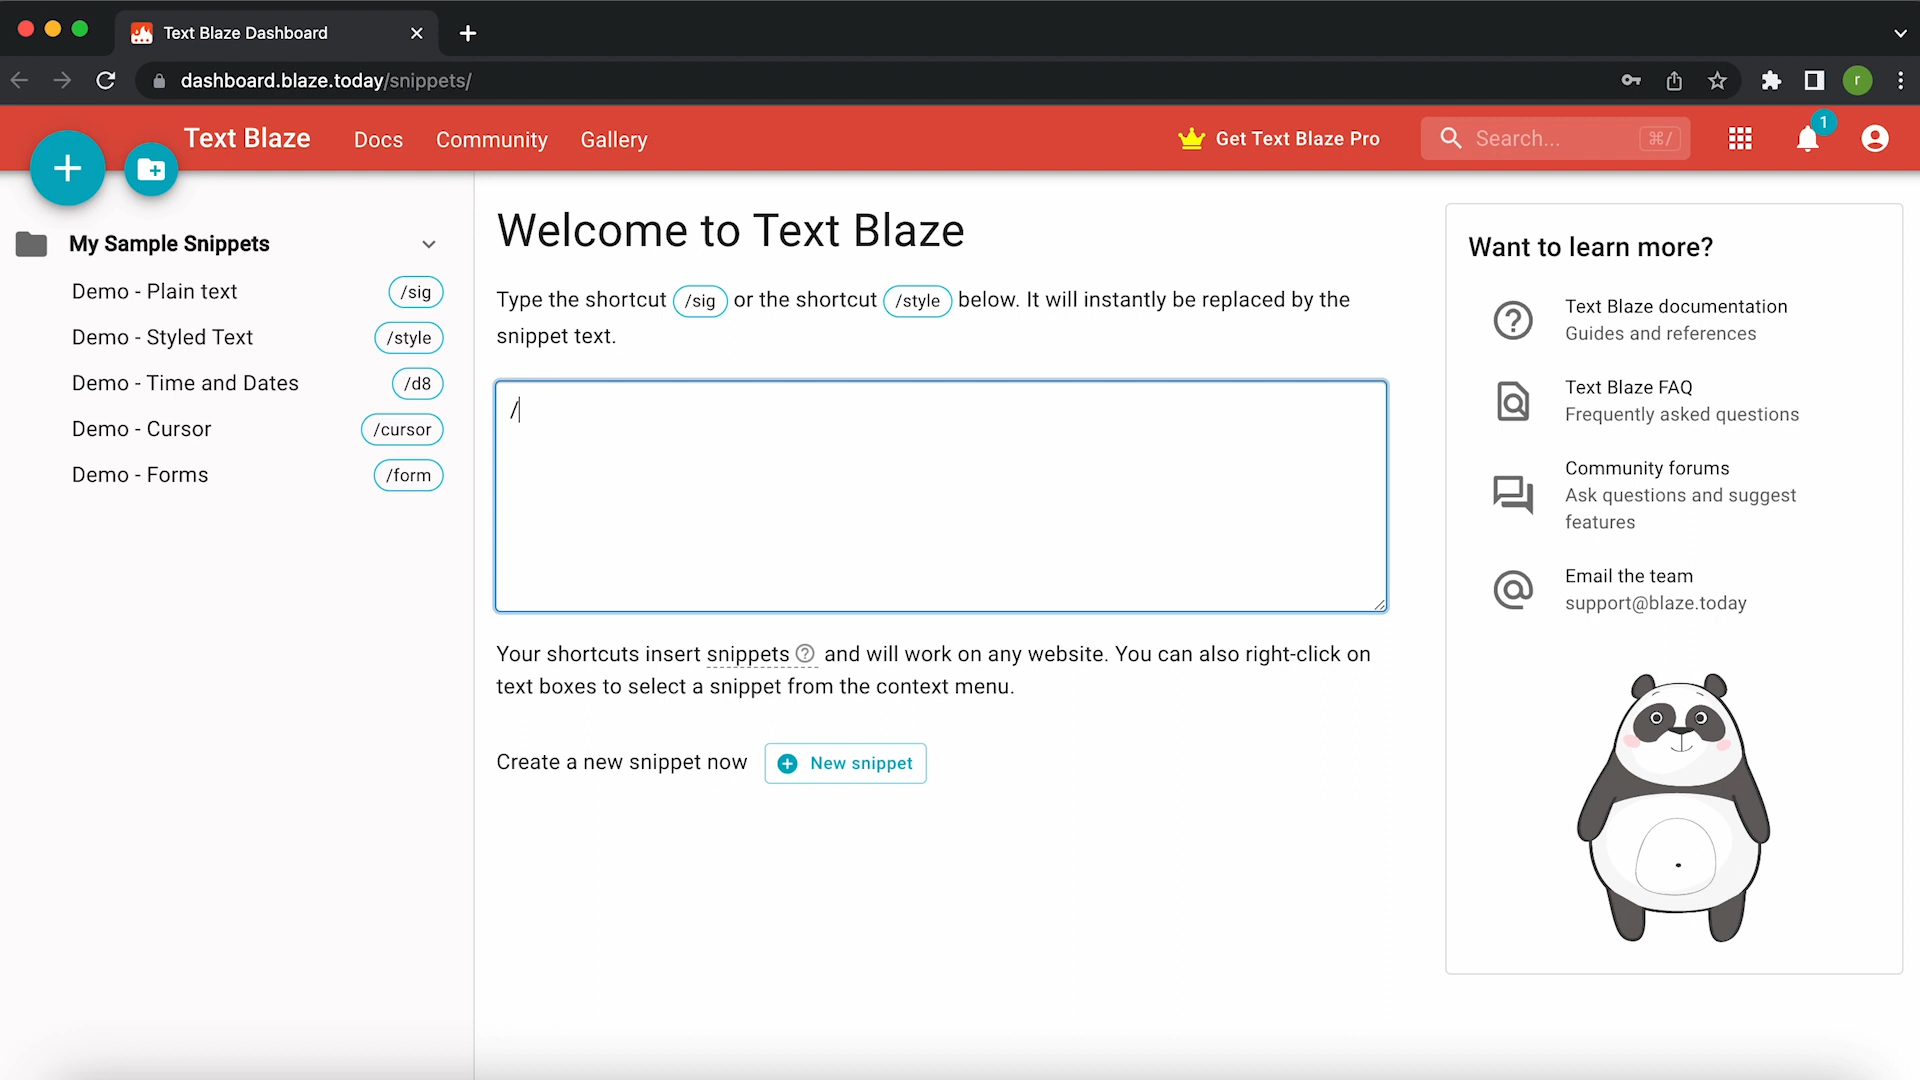 Text Blaze Dashboard
dashboard.blaze.today/snippets/
r
Text Blaze Docs Community Gallery
Get Text Blaze Pro
Search... ⌘/
1
My Sample Snippets
Demo - Plain text /sig
Demo - Styled Text /style
Demo - Time and Dates /d8
Demo - Cursor /cursor
Demo - Forms /form
Welcome to Text Blaze
Type the shortcut /sig or the shortcut /style below. It will instantly be replaced by the
snippet text.
/
Your shortcuts insert snippets and will work on any website. You can also right-click on
text boxes to select a snippet from the context menu.
Create a new snippet now New snippet
Want to learn more?
Text Blaze documentation
Guides and references
Text Blaze FAQ
Frequently asked questions
Community forums
Ask questions and suggest
features
Email the team
support@blaze.today